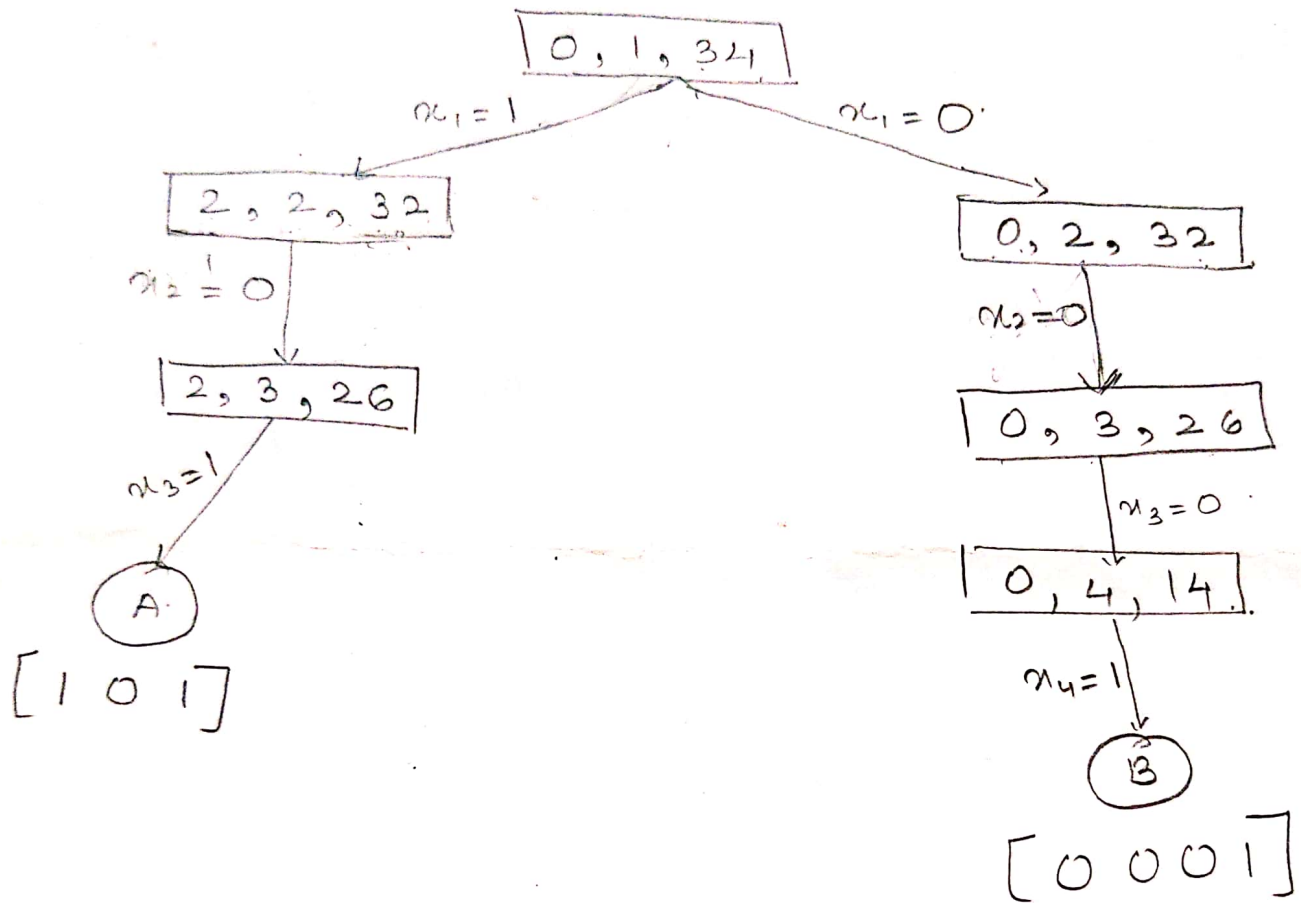 0, 1, 34
x₁ = 1
x₁ = 0
2, 2, 32
0, 2, 32
x₂ = 0
x₂ = 0
2, 3, 26
0, 3, 26
x₃ = 1
x₃ = 0
A
0, 4, 14
[1 0 1]
x₄ = 1
B
[0 0 0 1]